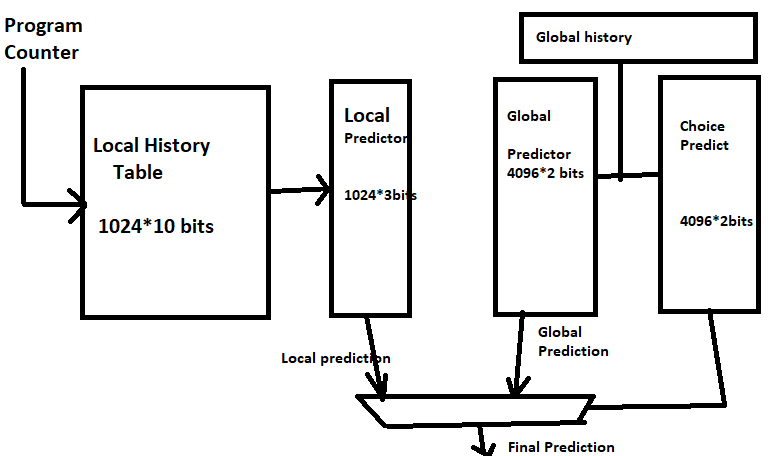 Program
Counter
Local History
Table
1024*10 bits
Local
Predictor
1024*3bits
Global
Predictor
4096*2 bits
Global history
Choice
Predict
4096*2bits
Local prediction
Global
Prediction
Final Prediction